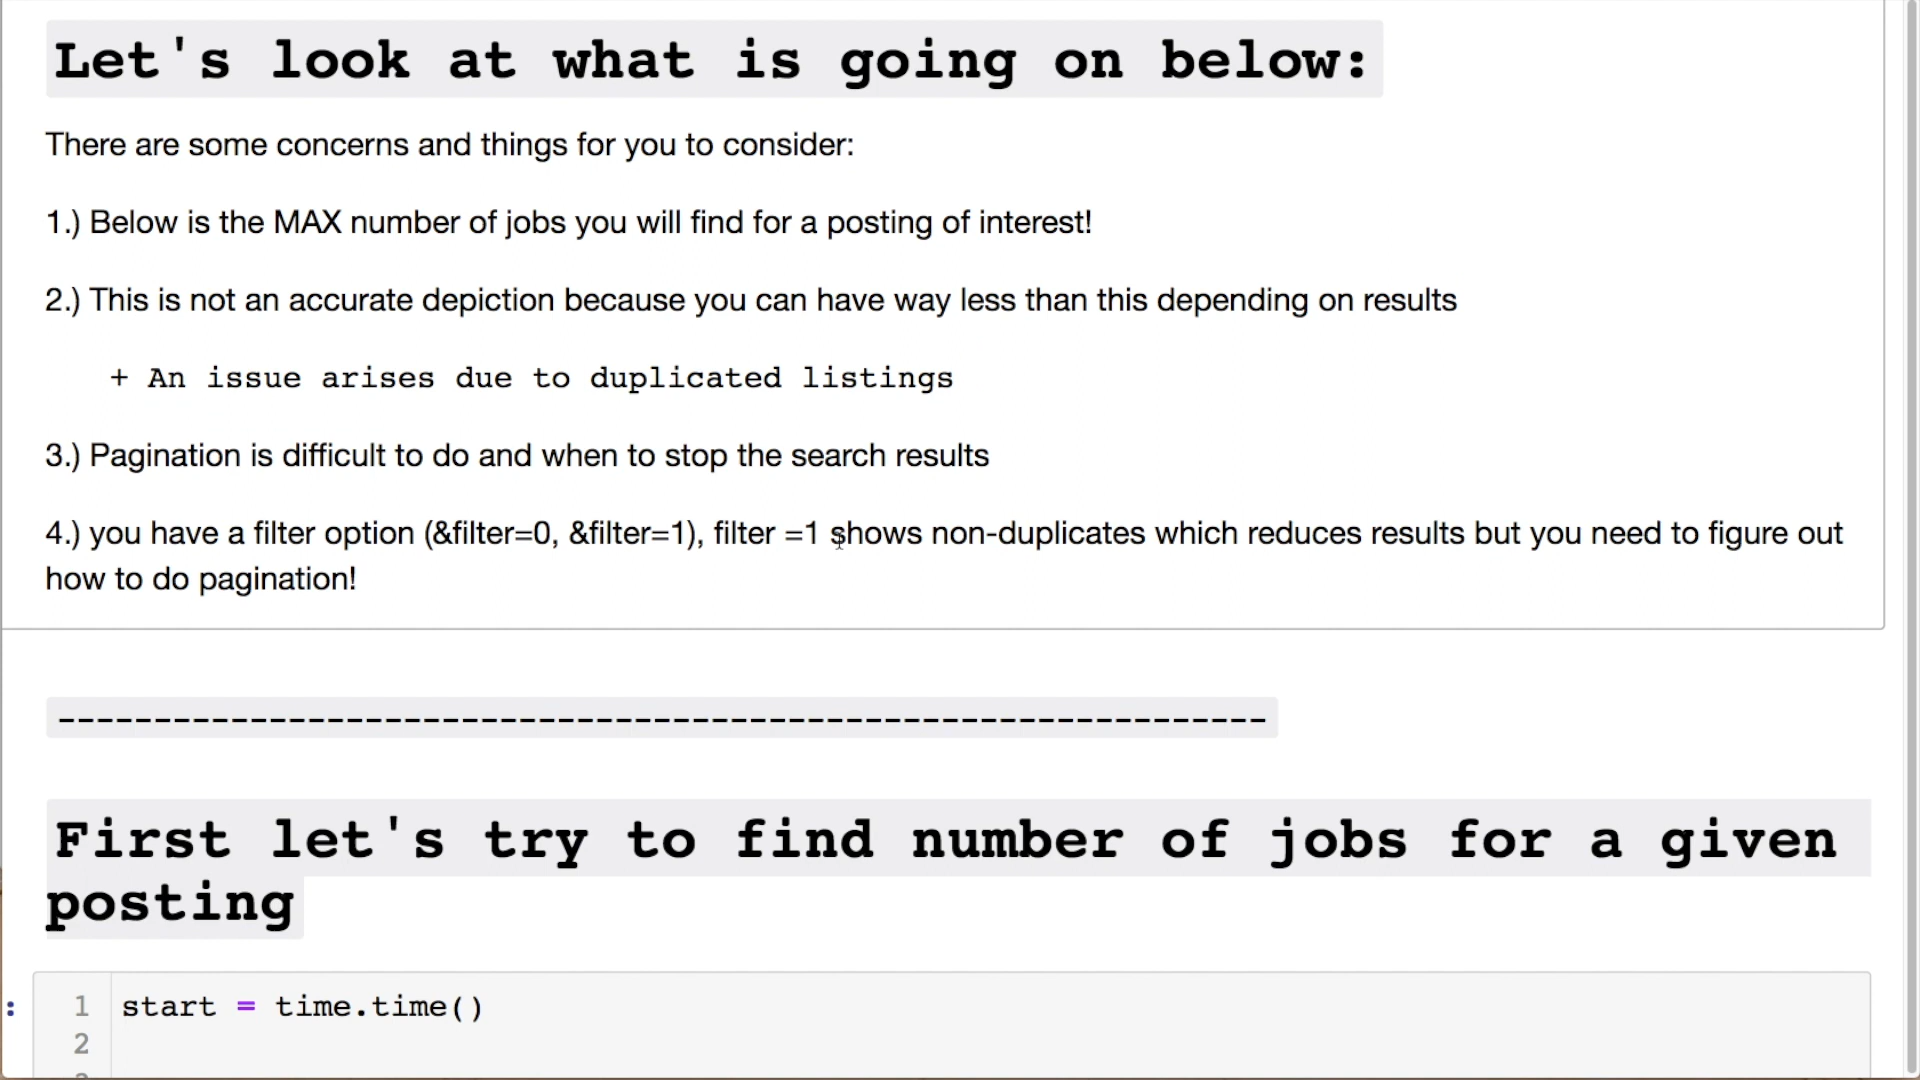 Let's look at what is going on below:
There are some concerns and things for you to consider:
1.) Below is the MAX number of jobs you will find for a posting of interest!
2.) This is not an accurate depiction because you can have way less than this depending on results
+ An issue arises due to duplicated listings
3.) Pagination is difficult to do and when to stop the search results
4.) you have a filter option (&filter=0, &filter=1), filter =1 shows non-duplicates which reduces results but you need to figure out
how to do pagination!
---------------------------------------------------------------
First let's try to find number of jobs for a given
posting
: 1 start = time.time()
2